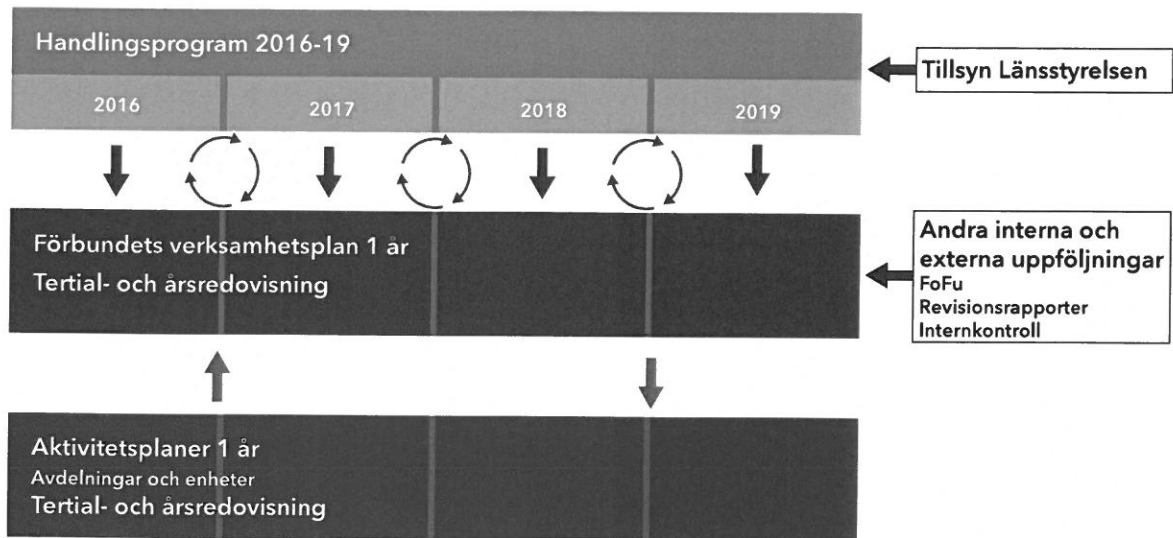 Handlingsprogram 2016-19
2016
2017
2018
2019
Tillsyn Länsstyrelsen
Förbundets verksamhetsplan 1 år
Tertial- och årsredovisning
Andra interna och
externa uppföljningar
FoFu
Revisionsrapporter
Internkontroll
Aktivitetsplaner 1 år
Avdelningar och enheter
Tertial- och årsredovisning